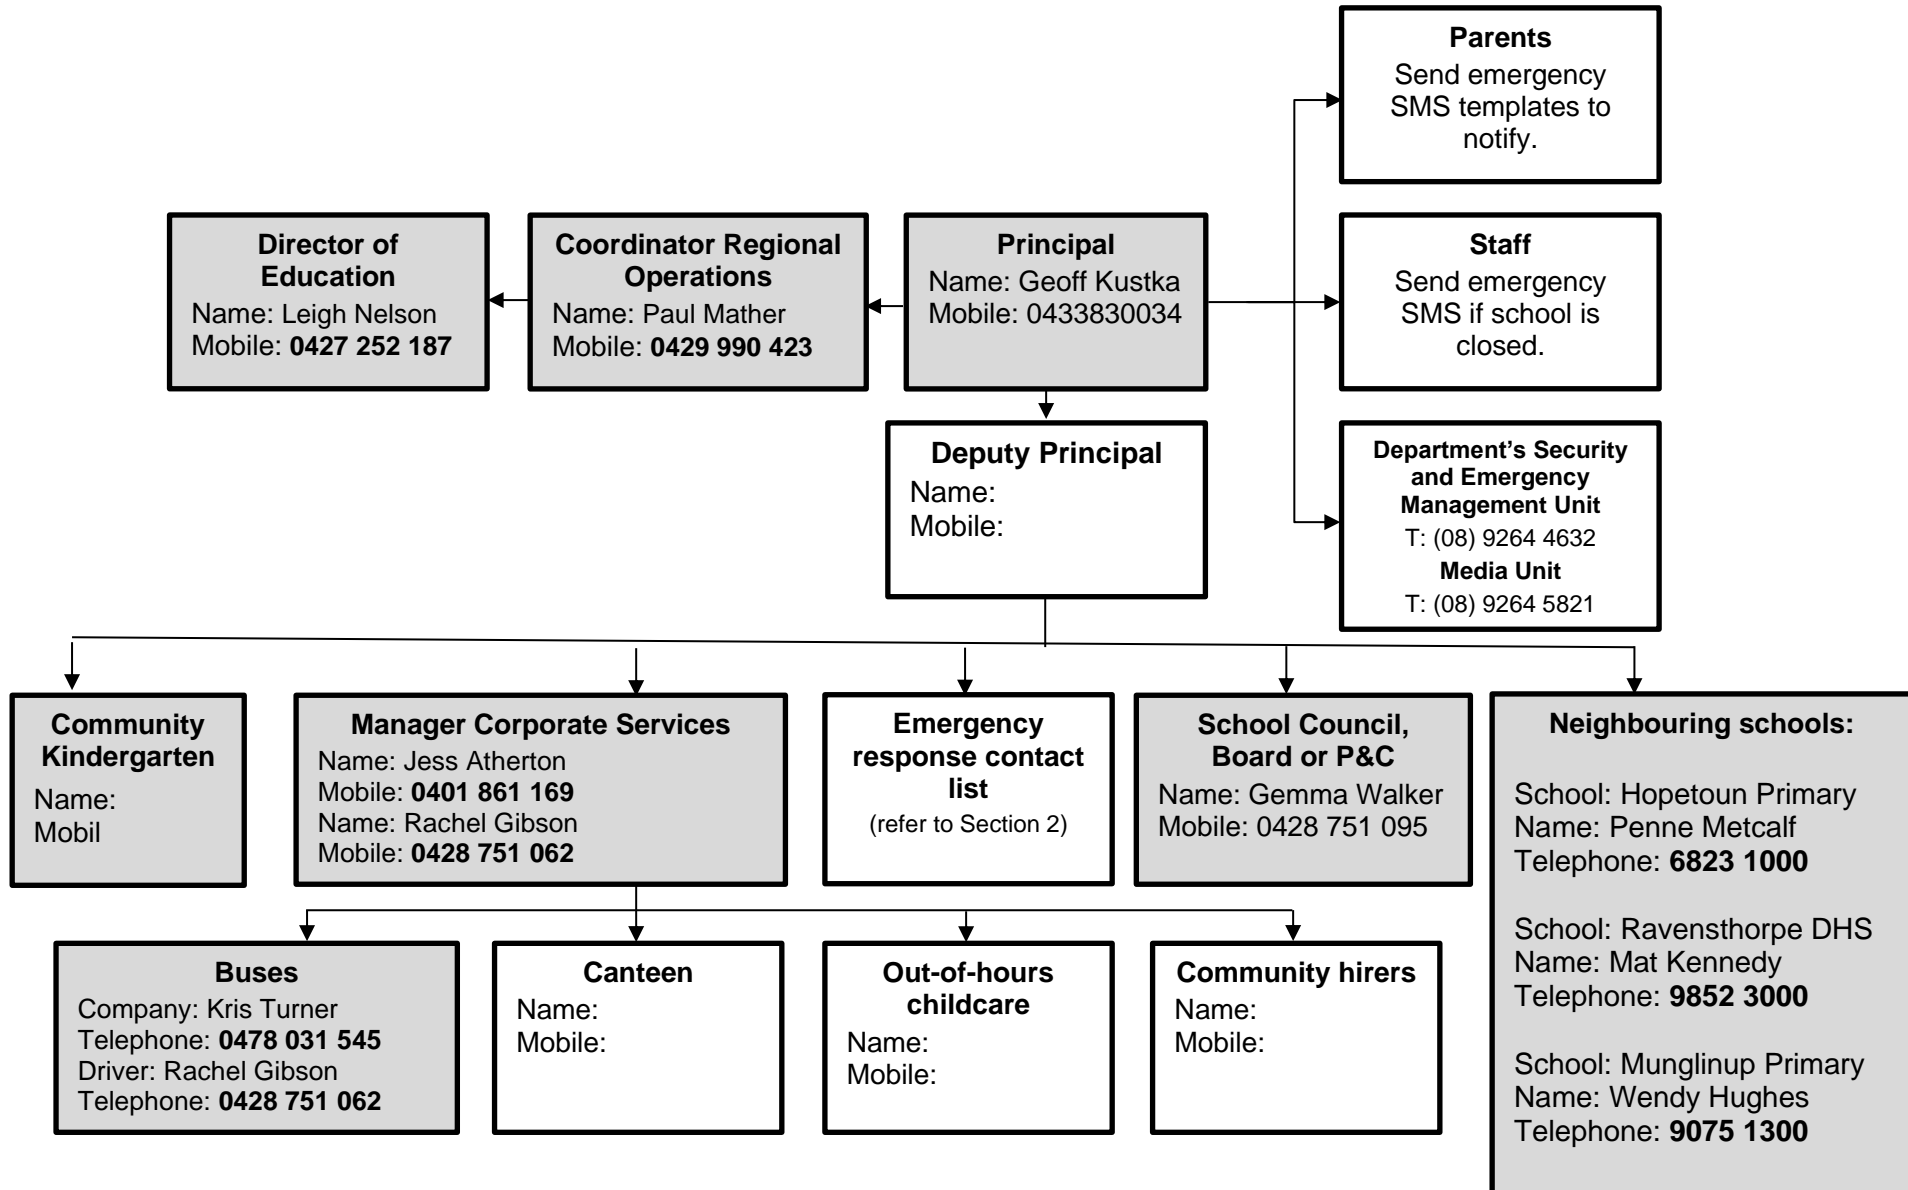 Parents
Send emergency
SMS templates to
notify.
Director of
Education
Name: Leigh Nelson
Mobile: 0427 252 187
Coordinator Regional
Operations
Name: Paul Mather
Mobile: 0429 990 423
Principal
Name: Geoff Kustka
Mobile: 0433830034
Staff
Send emergency
SMS if school is
closed.
Deputy Principal
Name:
Mobile:
Department’s Security
and Emergency
Management Unit
T: (08) 9264 4632
Media Unit
T: (08) 9264 5821
Community
Kindergarten
Name:
Mobil
Manager Corporate Services
Name: Jess Atherton
Mobile: 0401 861 169
Name: Rachel Gibson
Mobile: 0428 751 062
Emergency
response contact
list
(refer to Section 2)
School Council,
Board or P&C
Name: Gemma Walker
Mobile: 0428 751 095
Neighbouring schools:
School: Hopetoun Primary
Name: Penne Metcalf
Telephone: 6823 1000
School: Ravensthorpe DHS
Name: Mat Kennedy
Telephone: 9852 3000
School: Munglinup Primary
Name: Wendy Hughes
Telephone: 9075 1300
Buses
Company: Kris Turner
Telephone: 0478 031 545
Driver: Rachel Gibson
Telephone: 0428 751 062
Canteen
Name:
Mobile:
Out-of-hours
childcare
Name:
Mobile:
Community hirers
Name:
Mobile: